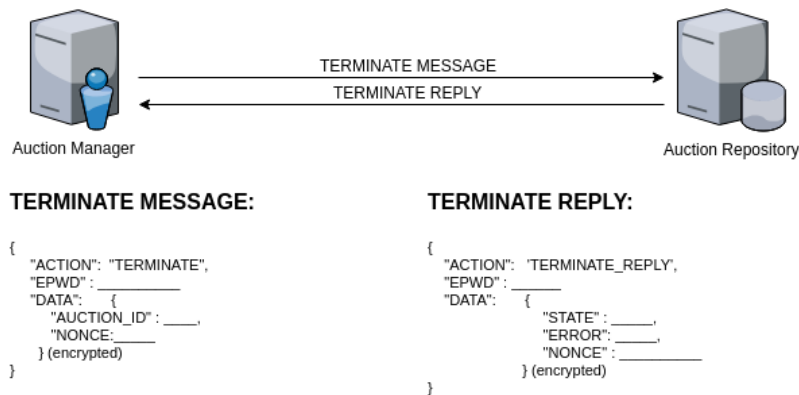 TERMINATE MESSAGE
TERMINATE REPLY
Auction Manager
Auction Repository
TERMINATE MESSAGE:
{
"ACTION": "TERMINATE",
"EPWD" : __________
"DATA": {
"AUCTION_ID" : ____,
"NONCE:_____
} (encrypted)
}
TERMINATE REPLY:
{
"ACTION": 'TERMINATE_REPLY',
"EPWD" : ______
"DATA": {
"STATE" : _____,
"ERROR": _____,
"NONCE" : __________
} (encrypted)
}